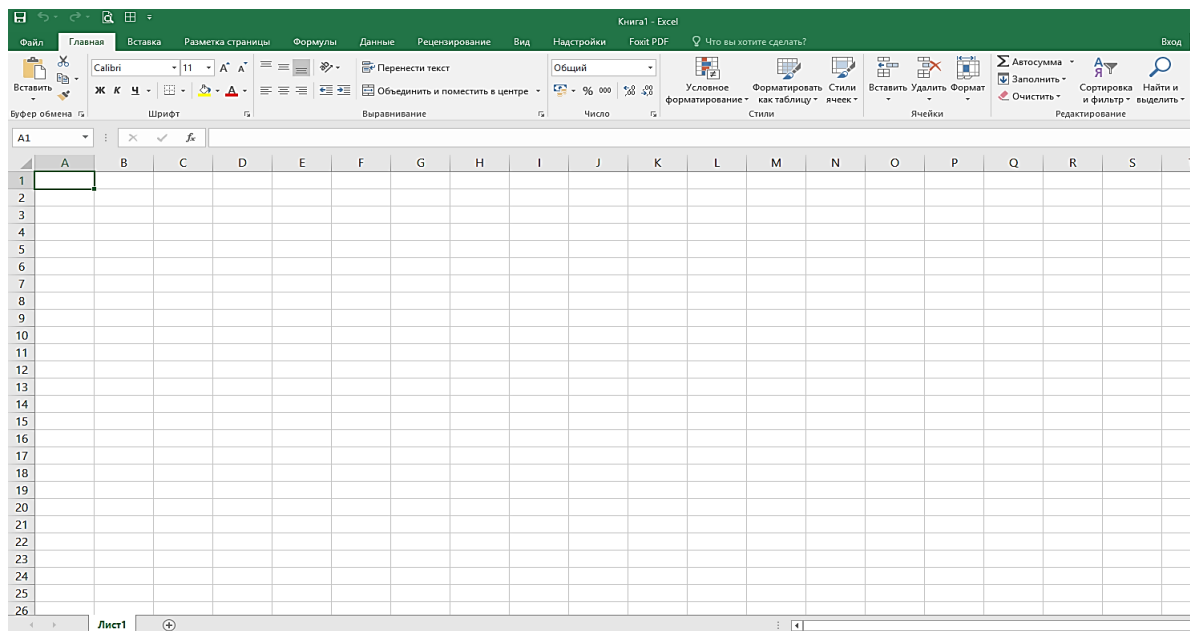 Книга1 - Excel
Файл Главная Вставка Разметка страницы Формулы Данные Рецензирование Вид Надстройки Foxit PDF Что вы хотите сделать? Вход
Вставить
Буфер обмена
Calibri 11
Ж К Ч
Шрифт
Перенести текст
Объединить и поместить в центре
Выравнивание
Общий
% 000
Число
Условное форматирование
Форматировать как таблицу
Стили ячеек
Стили
Вставить Удалить Формат
Ячейки
Автосумма
Заполнить
Очистить
Сортировка и фильтр
Найти и выделить
Редактирование
A1 fx
A B C D E F G H I J K L M N O P Q R S
1
2
3
4
5
6
7
8
9
10
11
12
13
14
15
16
17
18
19
20
21
22
23
24
25
26
Лист1